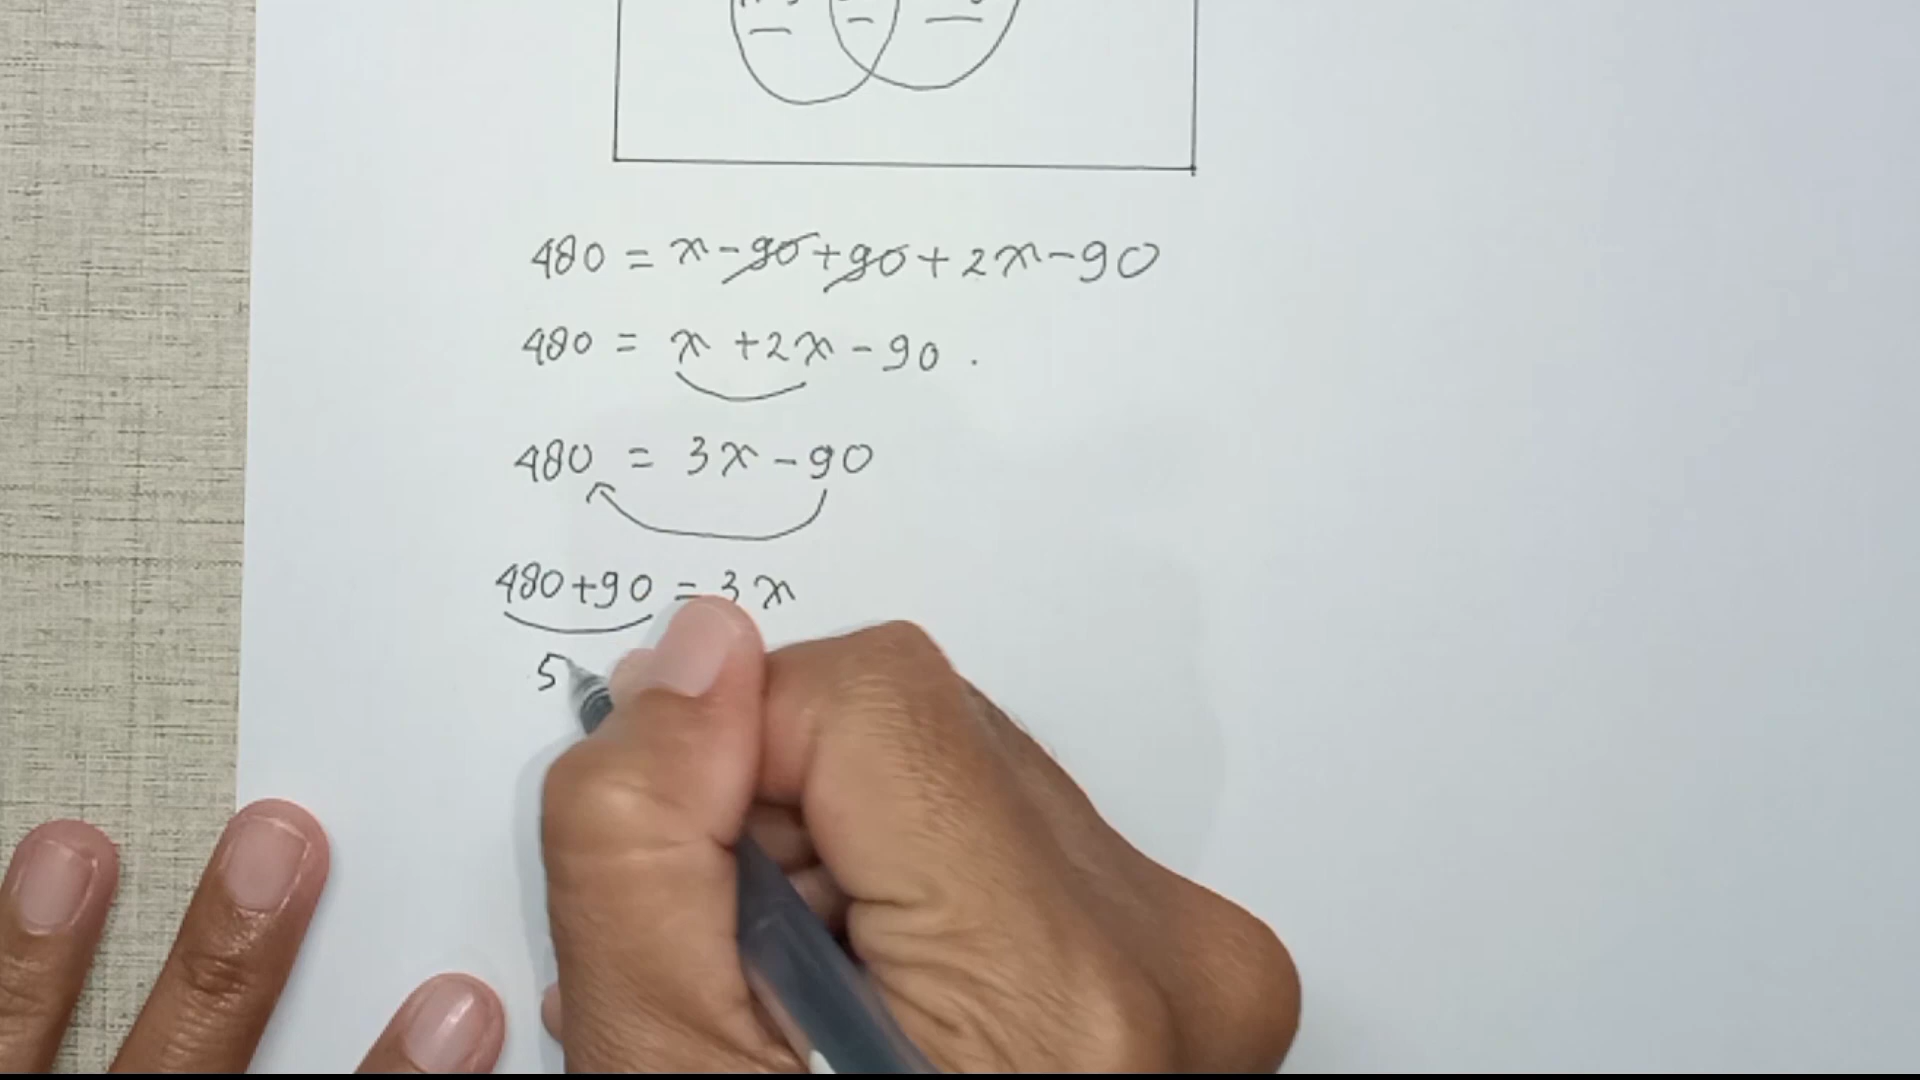 480 = x - 90 + 90 + 2x - 90
480 = x + 2x - 90 .
480 = 3x - 90
480 + 90 = 3x
5